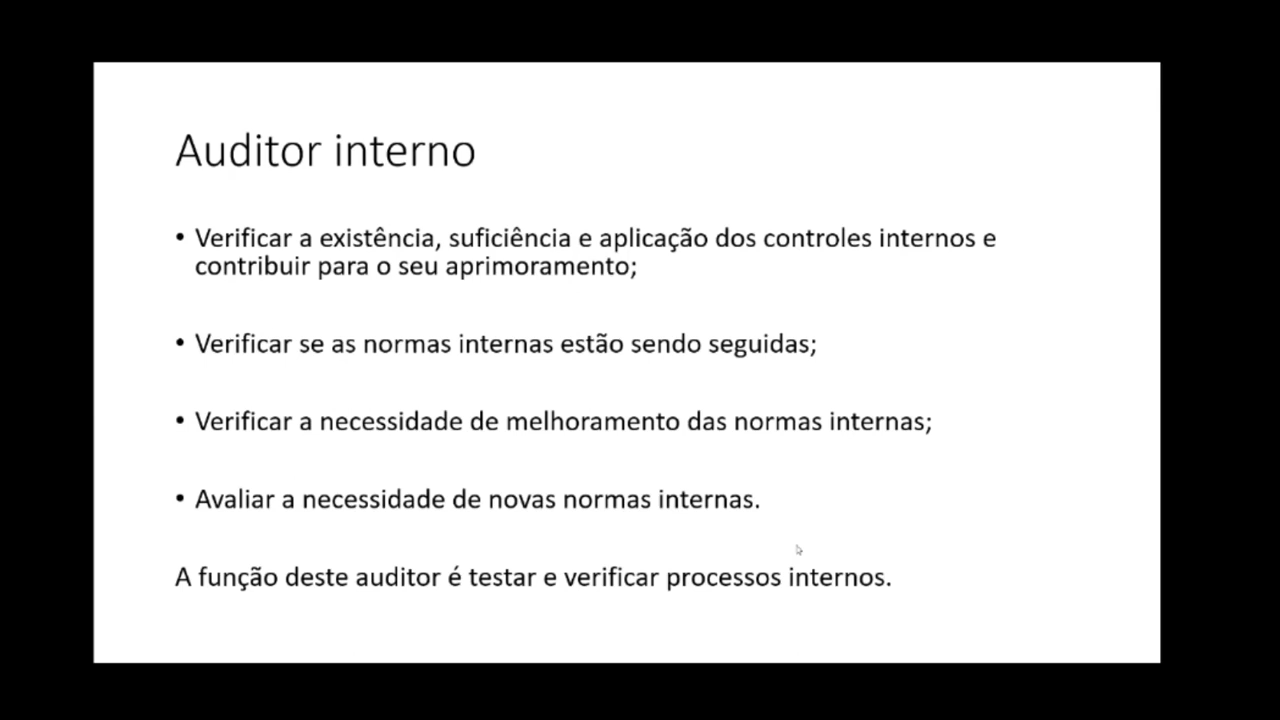 Auditor interno
• Verificar a existência, suficiência e aplicação dos controles internos e
contribuir para o seu aprimoramento;
• Verificar se as normas internas estão sendo seguidas;
• Verificar a necessidade de melhoramento das normas internas;
• Avaliar a necessidade de novas normas internas.
A função deste auditor é testar e verificar processos internos.